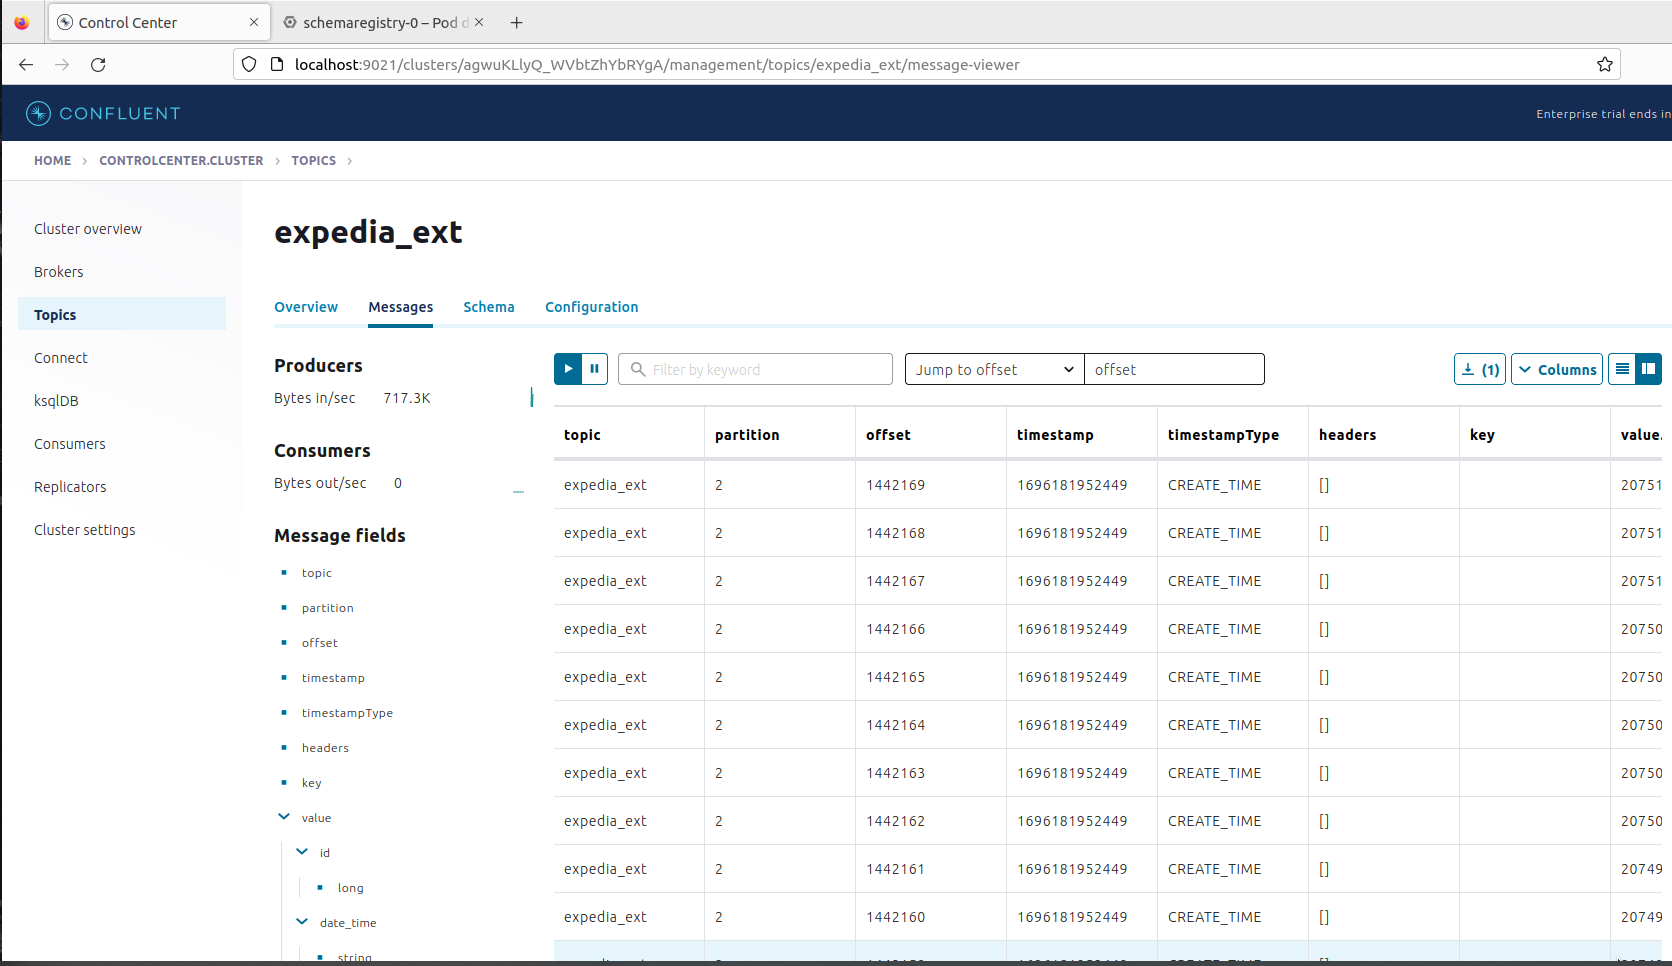 Control Center
schemaregistry-0 – Pod d
localhost:9021/clusters/agwuKLlyQ_WVbtZhYbRYgA/management/topics/expedia_ext/message-viewer
CONFLUENT
Enterprise trial ends in
HOME > CONTROLCENTER.CLUSTER > TOPICS >
Cluster overview
Brokers
Topics
Connect
ksqlDB
Consumers
Replicators
Cluster settings
expedia_ext
Overview Messages Schema Configuration
Producers
Bytes in/sec 717.3K
Consumers
Bytes out/sec 0
Message fields
topic
partition
offset
timestamp
timestampType
headers
key
value
id
long
date_time
string
Filter by keyword
Jump to offset
offset
(1)
Columns
topic partition offset timestamp timestampType headers key value.
expedia_ext 2 1442169 1696181952449 CREATE_TIME [] 20751
expedia_ext 2 1442168 1696181952449 CREATE_TIME [] 20751
expedia_ext 2 1442167 1696181952449 CREATE_TIME [] 20751
expedia_ext 2 1442166 1696181952449 CREATE_TIME [] 20750
expedia_ext 2 1442165 1696181952449 CREATE_TIME [] 20750
expedia_ext 2 1442164 1696181952449 CREATE_TIME [] 20750
expedia_ext 2 1442163 1696181952449 CREATE_TIME [] 20750
expedia_ext 2 1442162 1696181952449 CREATE_TIME [] 20750
expedia_ext 2 1442161 1696181952449 CREATE_TIME [] 20749
expedia_ext 2 1442160 1696181952449 CREATE_TIME [] 20749